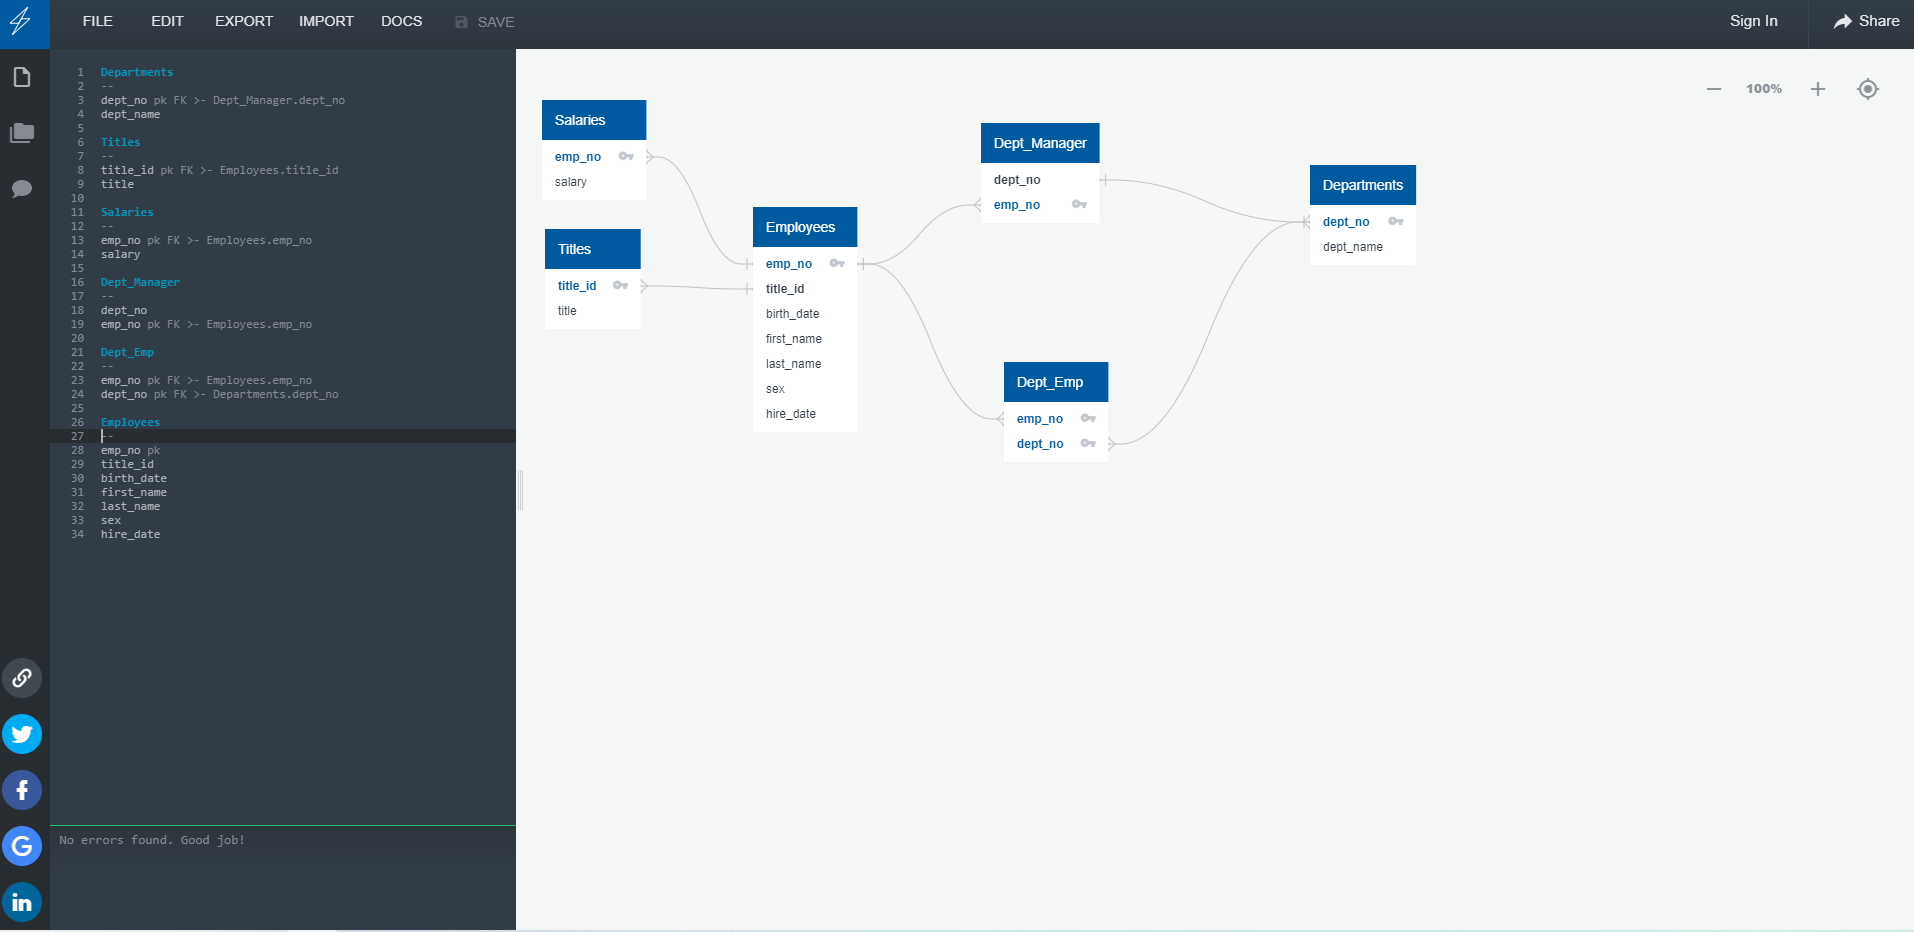 FILE EDIT EXPORT IMPORT DOCS SAVE Sign In Share
1 Departments
2 --
3 dept_no pk FK >- Dept_Manager.dept_no
4 dept_name
5
6 Titles
7 --
8 title_id pk FK >- Employees.title_id
9 title
10
11 Salaries
12 --
13 emp_no pk FK >- Employees.emp_no
14 salary
15
16 Dept_Manager
17 --
18 dept_no
19 emp_no pk FK >- Employees.emp_no
20
21 Dept_Emp
22 --
23 emp_no pk FK >- Employees.emp_no
24 dept_no pk FK >- Departments.dept_no
25
26 Employees
27 --
28 emp_no pk
29 title_id
30 birth_date
31 first_name
32 last_name
33 sex
34 hire_date
No errors found. Good job!
100%
Salaries
emp_no
salary
Titles
title_id
title
Employees
emp_no
title_id
birth_date
first_name
last_name
sex
hire_date
Dept_Manager
dept_no
emp_no
Dept_Emp
emp_no
dept_no
Departments
dept_no
dept_name